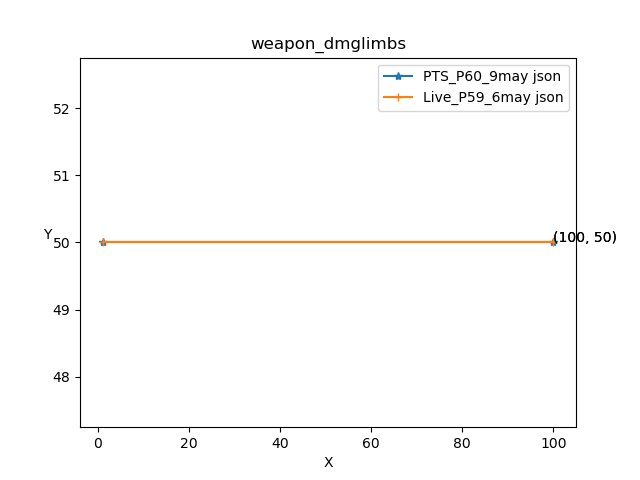 weapon_dmglimbs
PTS_P60_9may json
Live_P59_6may json
52
51
Y
50
(100, 50)
49
48
0 20 40 60 80 100
X